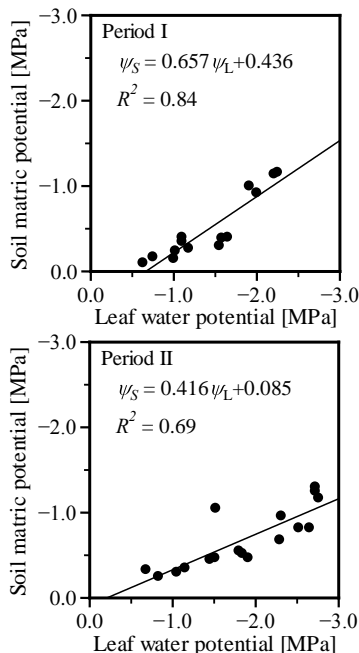 Soil matric potential [MPa]
−3.0
Period I
ψS = 0.657ψL+0.436
R² = 0.84
−2.0
−1.0
0.0
0.0 −1.0 −2.0 −3.0
Leaf water potential [MPa]
Soil matric potential [MPa]
−3.0
Period II
ψS = 0.416ψL+0.085
R² = 0.69
−2.0
−1.0
0.0
0.0 −1.0 −2.0 −3.0
Leaf water potential [MPa]